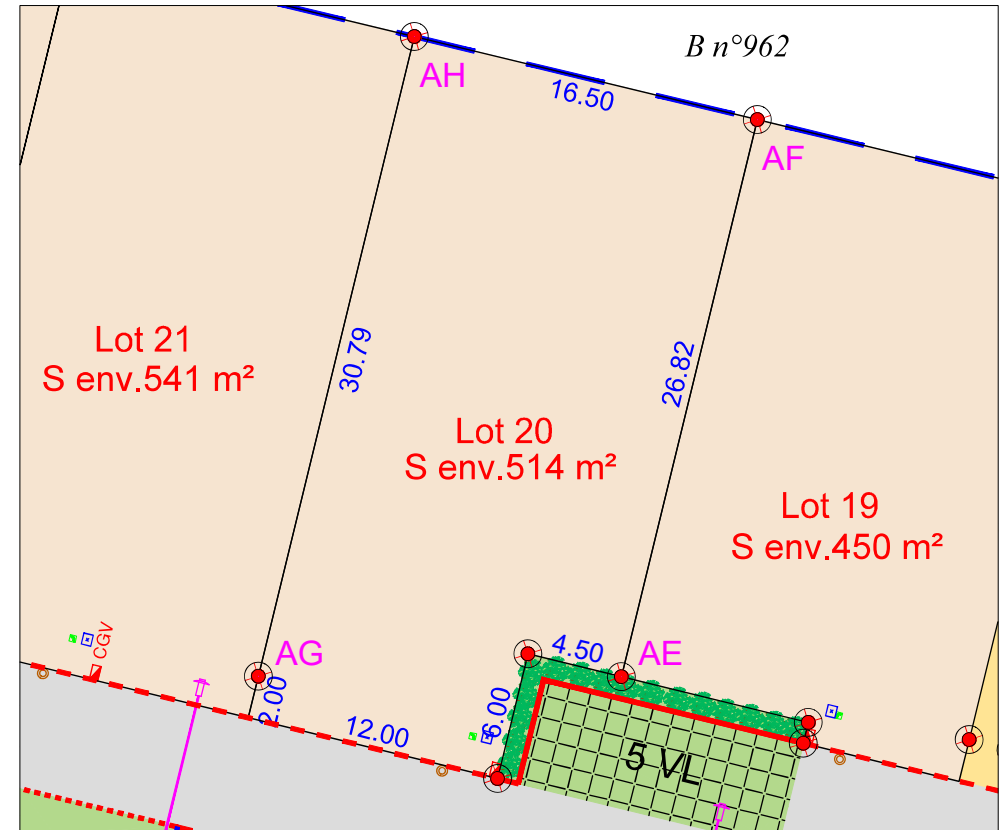 B n°962
AH
16.50
AF
Lot 21
S env.541 m²
30.79
26.82
Lot 20
S env.514 m²
Lot 19
S env.450 m²
CGV
AG
4.50
AE
2.00
6.00
12.00
5 VL